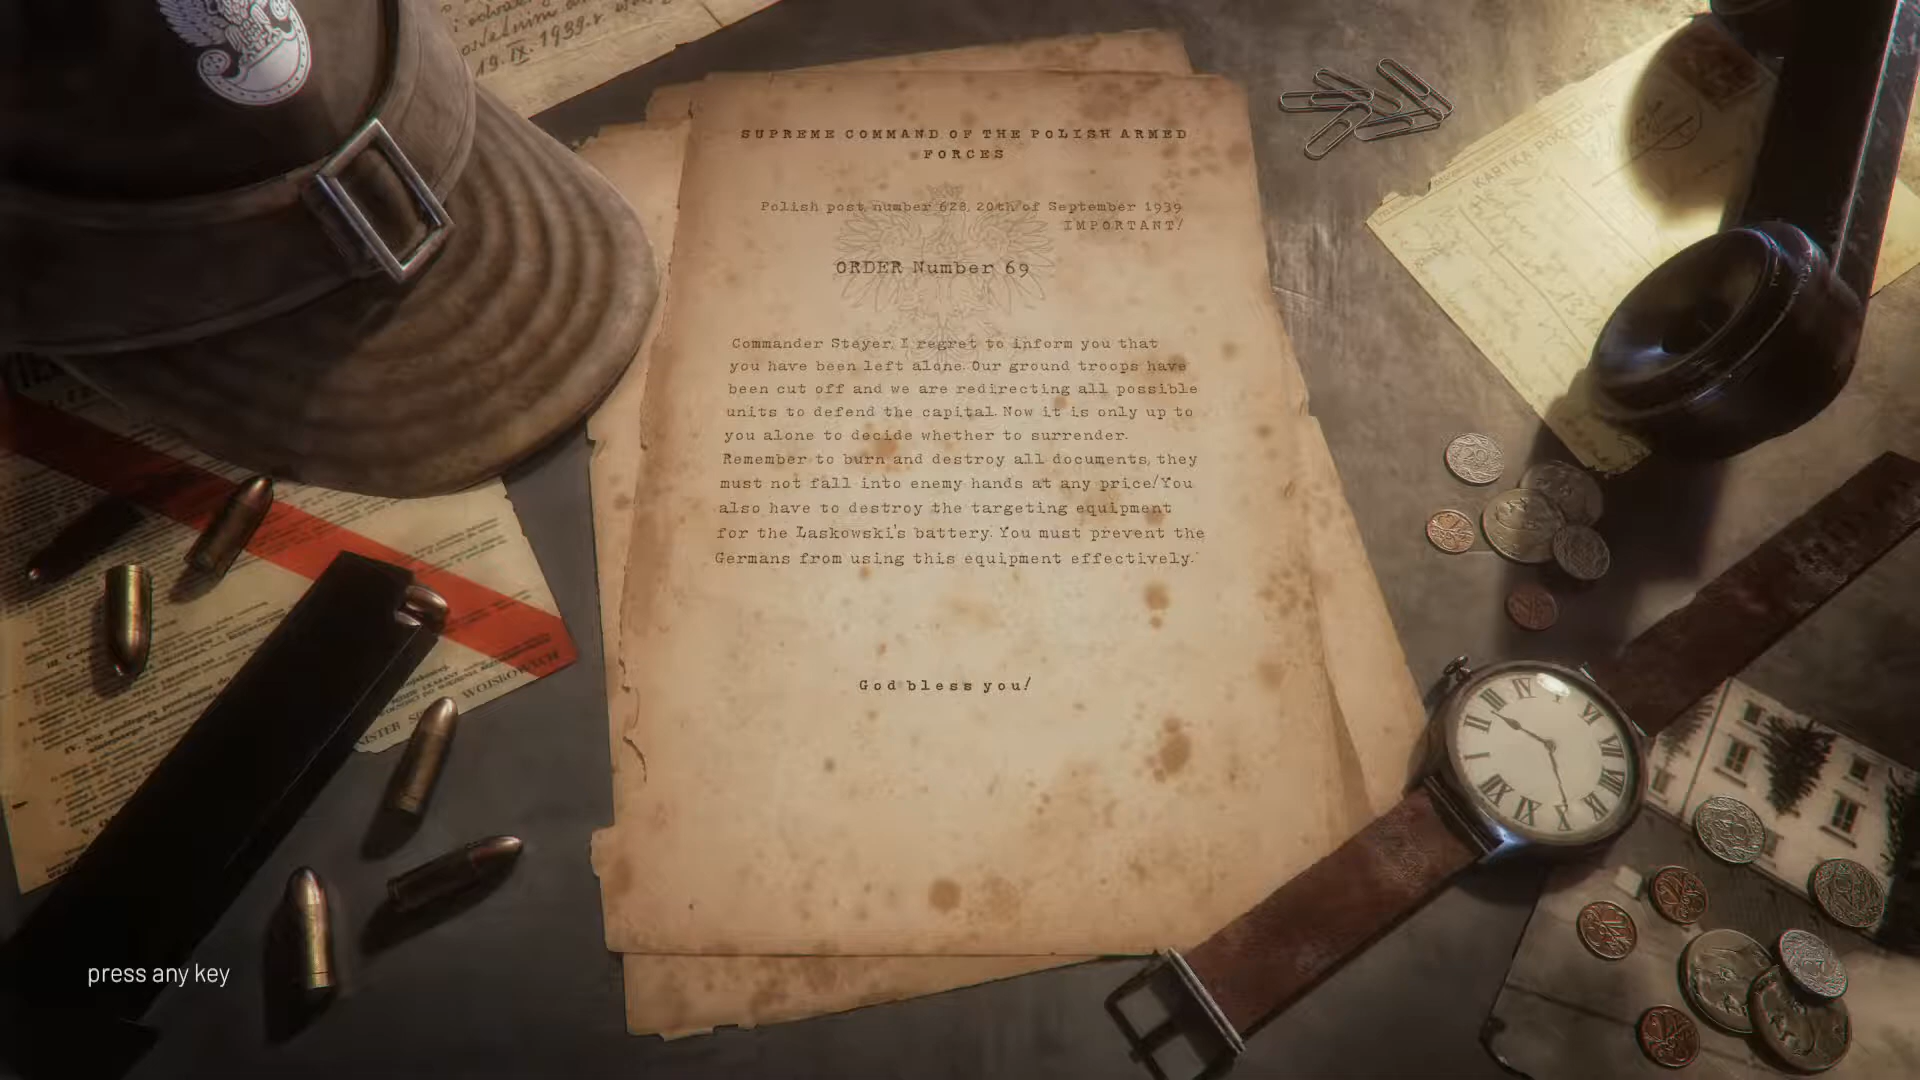 19.IX.1939.r
SUPREME COMMAND OF THE POLISH ARMED
FORCES
KARTKA POCZTOWA
Polish post number 628, 20th of September 1939
IMPORTANT!
ORDER Number 69
Commander Steyer, I regret to inform you that
you have been left alone. Our ground troops have
been cut off and we are redirecting all possible
units to defend the capital. Now it is only up to
you alone to decide whether to surrender.
Remember to burn and destroy all documents, they
must not fall into enemy hands at any price!You
also have to destroy the targeting equipment
for the Laskowski's battery. You must prevent the
Germans from using this equipment effectively.
God bless you!
press any key